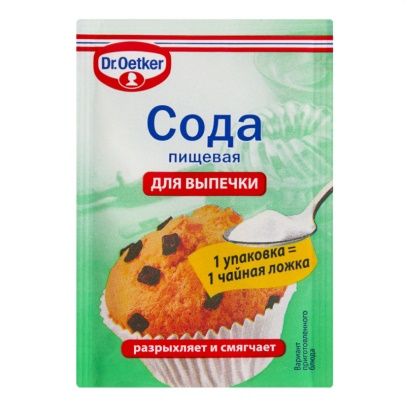 Dr.Oetker
Сода
пищевая
ДЛЯ ВЫПЕЧКИ
1 упаковка =
1 чайная ложка
разрыхляет и смягчает
Вариант
приготовленного
блюда